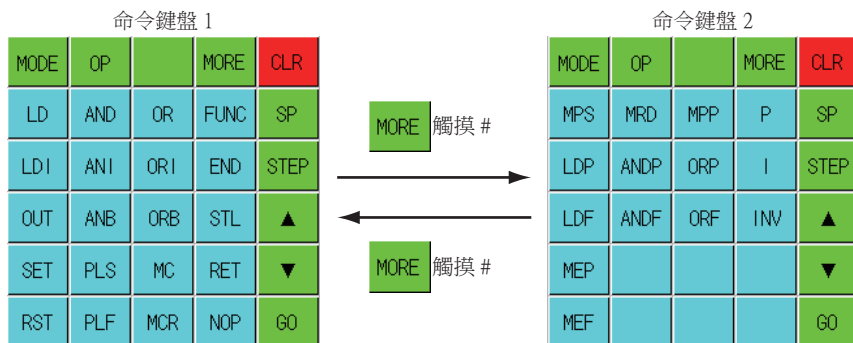 命令鍵盤 1
MODE OP MORE CLR
LD AND OR FUNC SP
LDI ANI ORI END STEP
OUT ANB ORB STL ▲
SET PLS MC RET ▼
RST PLF MCR NOP GO
MORE 觸摸 #
MORE 觸摸 #
命令鍵盤 2
MODE OP MORE CLR
MPS MRD MPP P SP
LDP ANDP ORP I STEP
LDF ANDF ORF INV ▲
MEP ▼
MEF GO